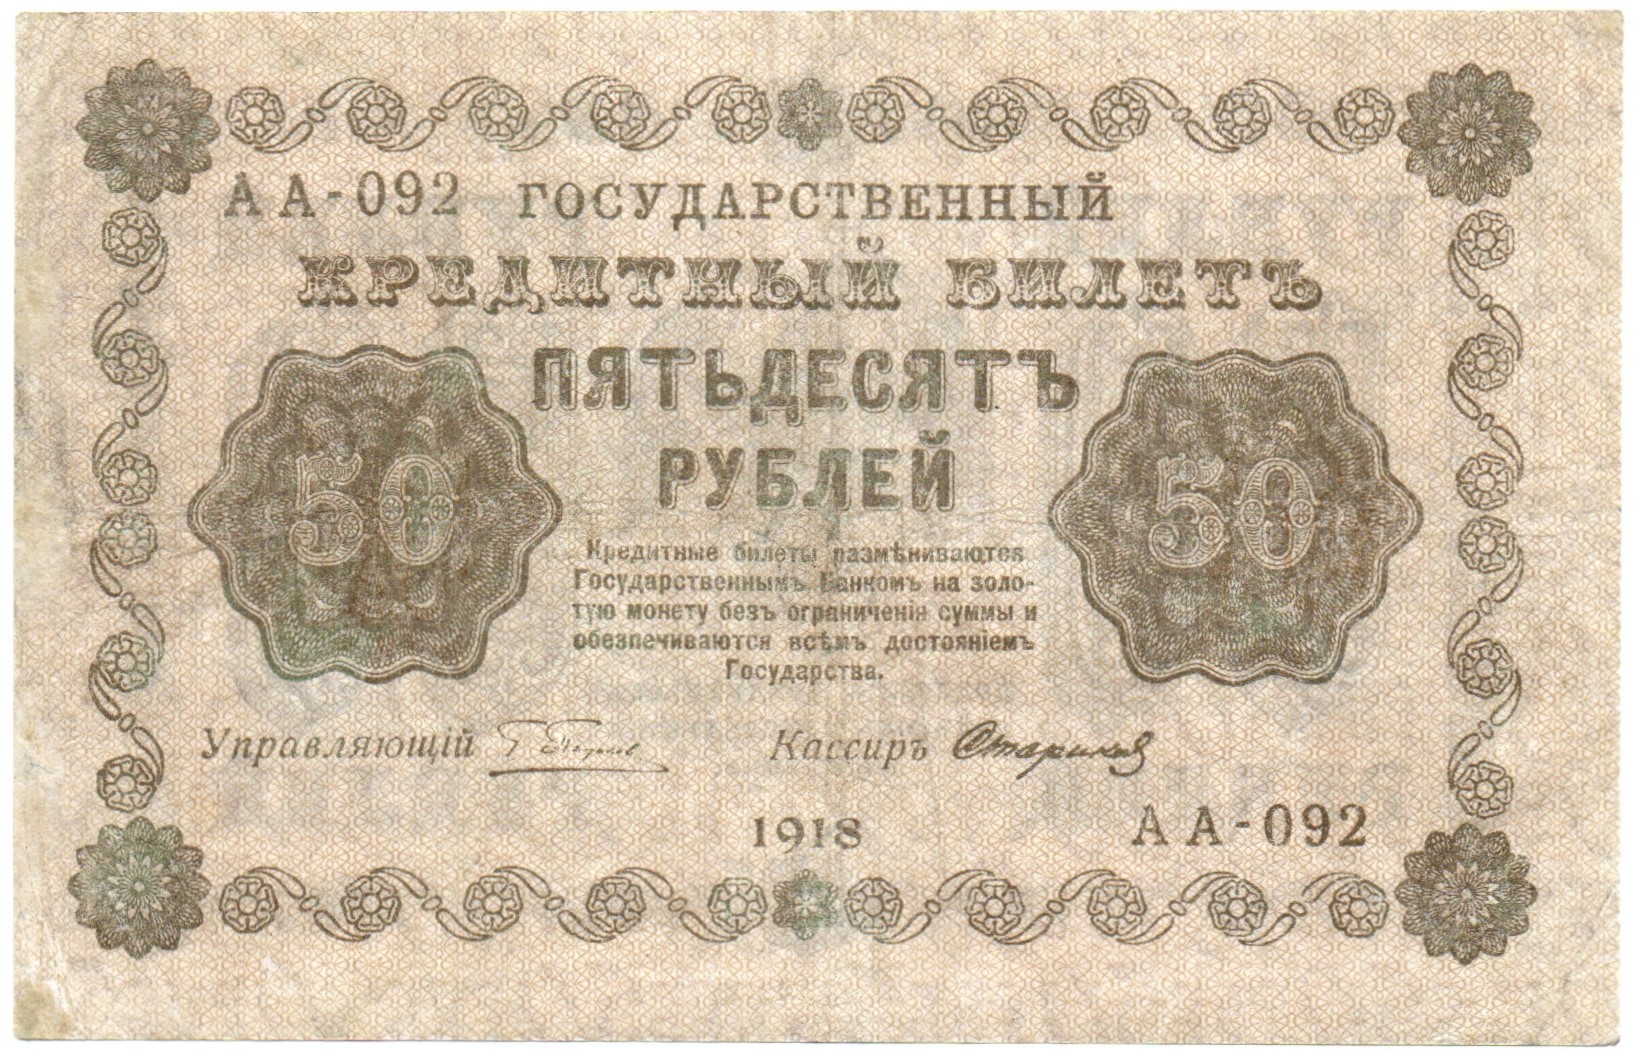 АА-092 ГОСУДАРСТВЕННЫЙ
КРЕДИТНЫЙ БИЛЕТЪ
ПЯТЬДЕСЯТЪ
РУБЛЕЙ
50
50
Кредитные билеты размѣниваются
Государственнымъ Банкомъ на золо-
тую монету безъ ограниченія суммы и
обезпечиваются всѣмъ достояніемъ
Государства.
Управляющій Кассиръ
1918
АА-092